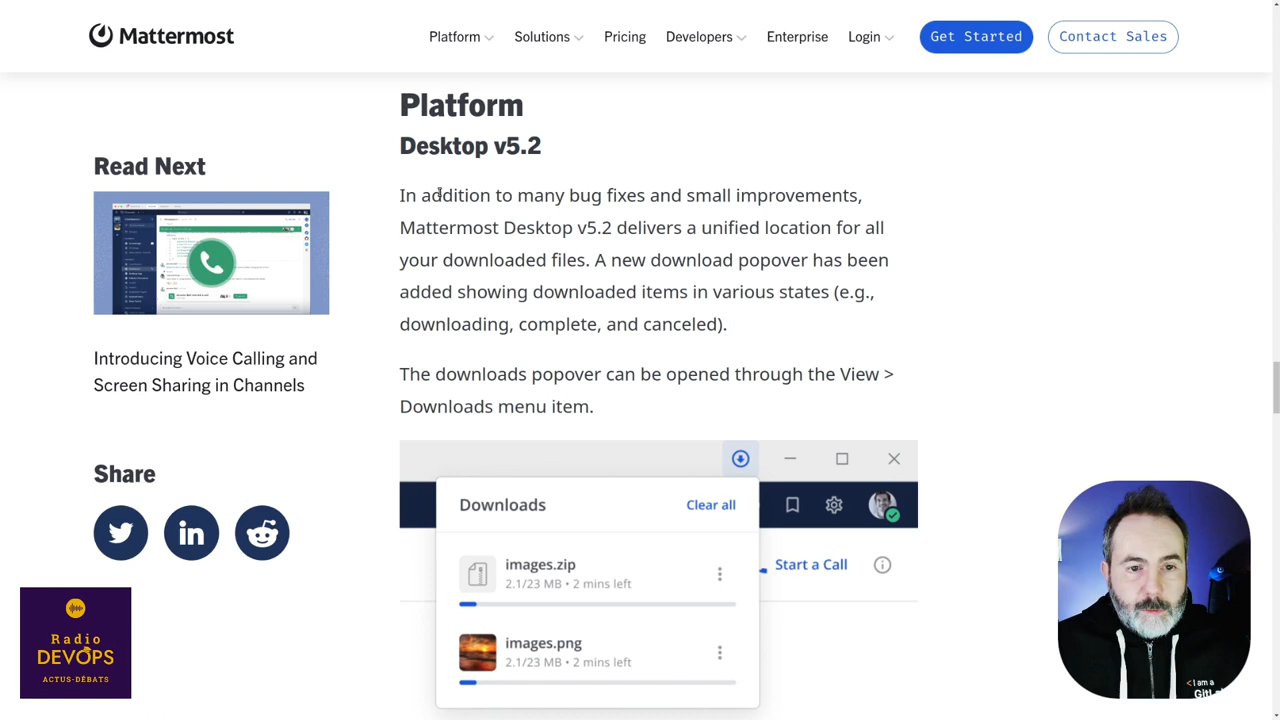 Mattermost
Platform
Solutions
Pricing
Developers
Enterprise
Login
Get Started
Contact Sales
Platform
Desktop v5.2
In addition to many bug fixes and small improvements,
Mattermost Desktop v5.2 delivers a unified location for all
your downloaded files. A new download popover has been
added showing downloaded items in various states (e.g.,
downloading, complete, and canceled).
The downloads popover can be opened through the View >
Downloads menu item.
Read Next
Introducing Voice Calling and
Screen Sharing in Channels
Share
Downloads
Clear all
images.zip
2.1/23 MB • 2 mins left
images.png
2.1/23 MB • 2 mins left
Start a Call
Radio
DEVOPS
ACTUS-DÉBATS
<I am a